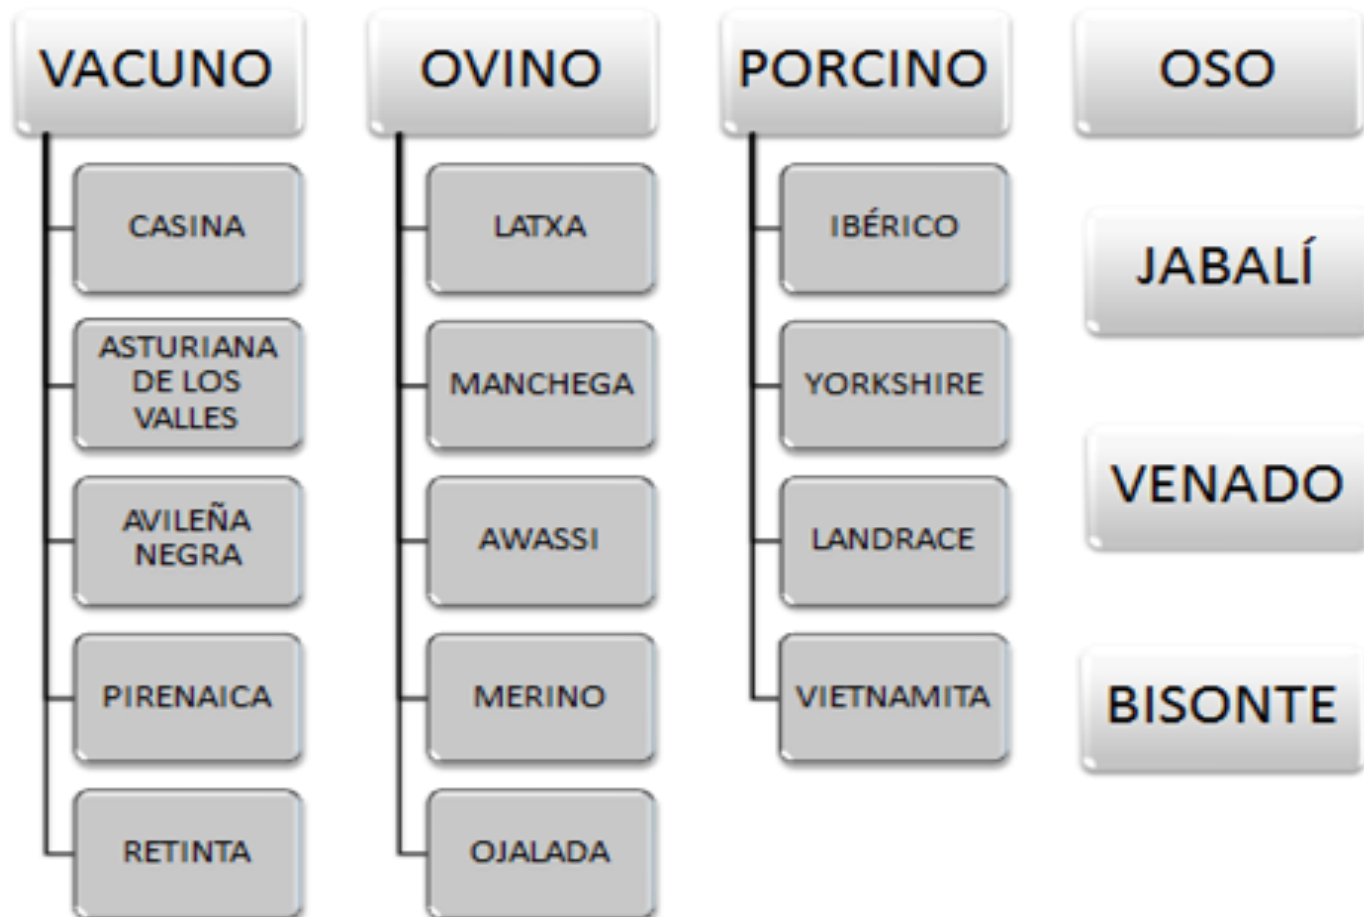 VACUNO
CASINA
ASTURIANA
DE LOS
VALLES
AVILEÑA
NEGRA
PIRENAICA
RETINTA
OVINO
LATXA
MANCHEGA
AWASSI
MERINO
OJALADA
PORCINO
IBÉRICO
YORKSHIRE
LANDRACE
VIETNAMITA
OSO
JABALÍ
VENADO
BISONTE